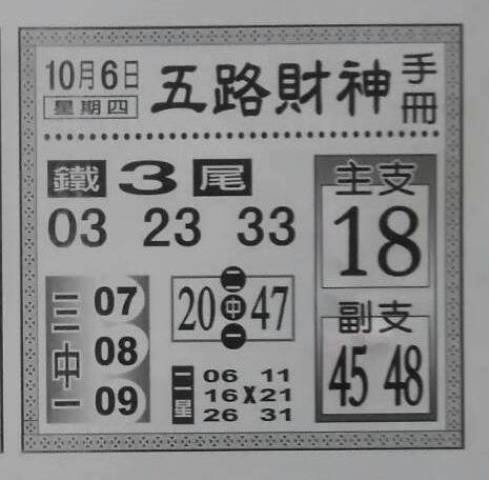 10月6日
星期四
五路財神
手冊
鐵 3 尾
03 23 33
主支
18
三中一
07
08
09
20 二中一 47
副支
45 48
二星
06 11
16 X 21
26 31